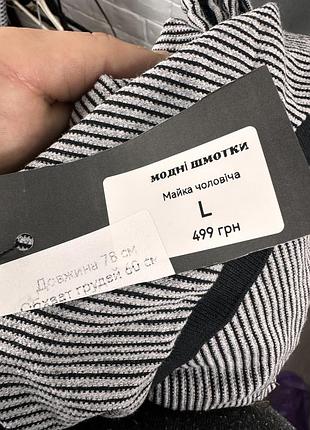 модні шмотки
Майка чоловіча
L
499 грн
Довжина 78 см
Обхват грудей 60 см